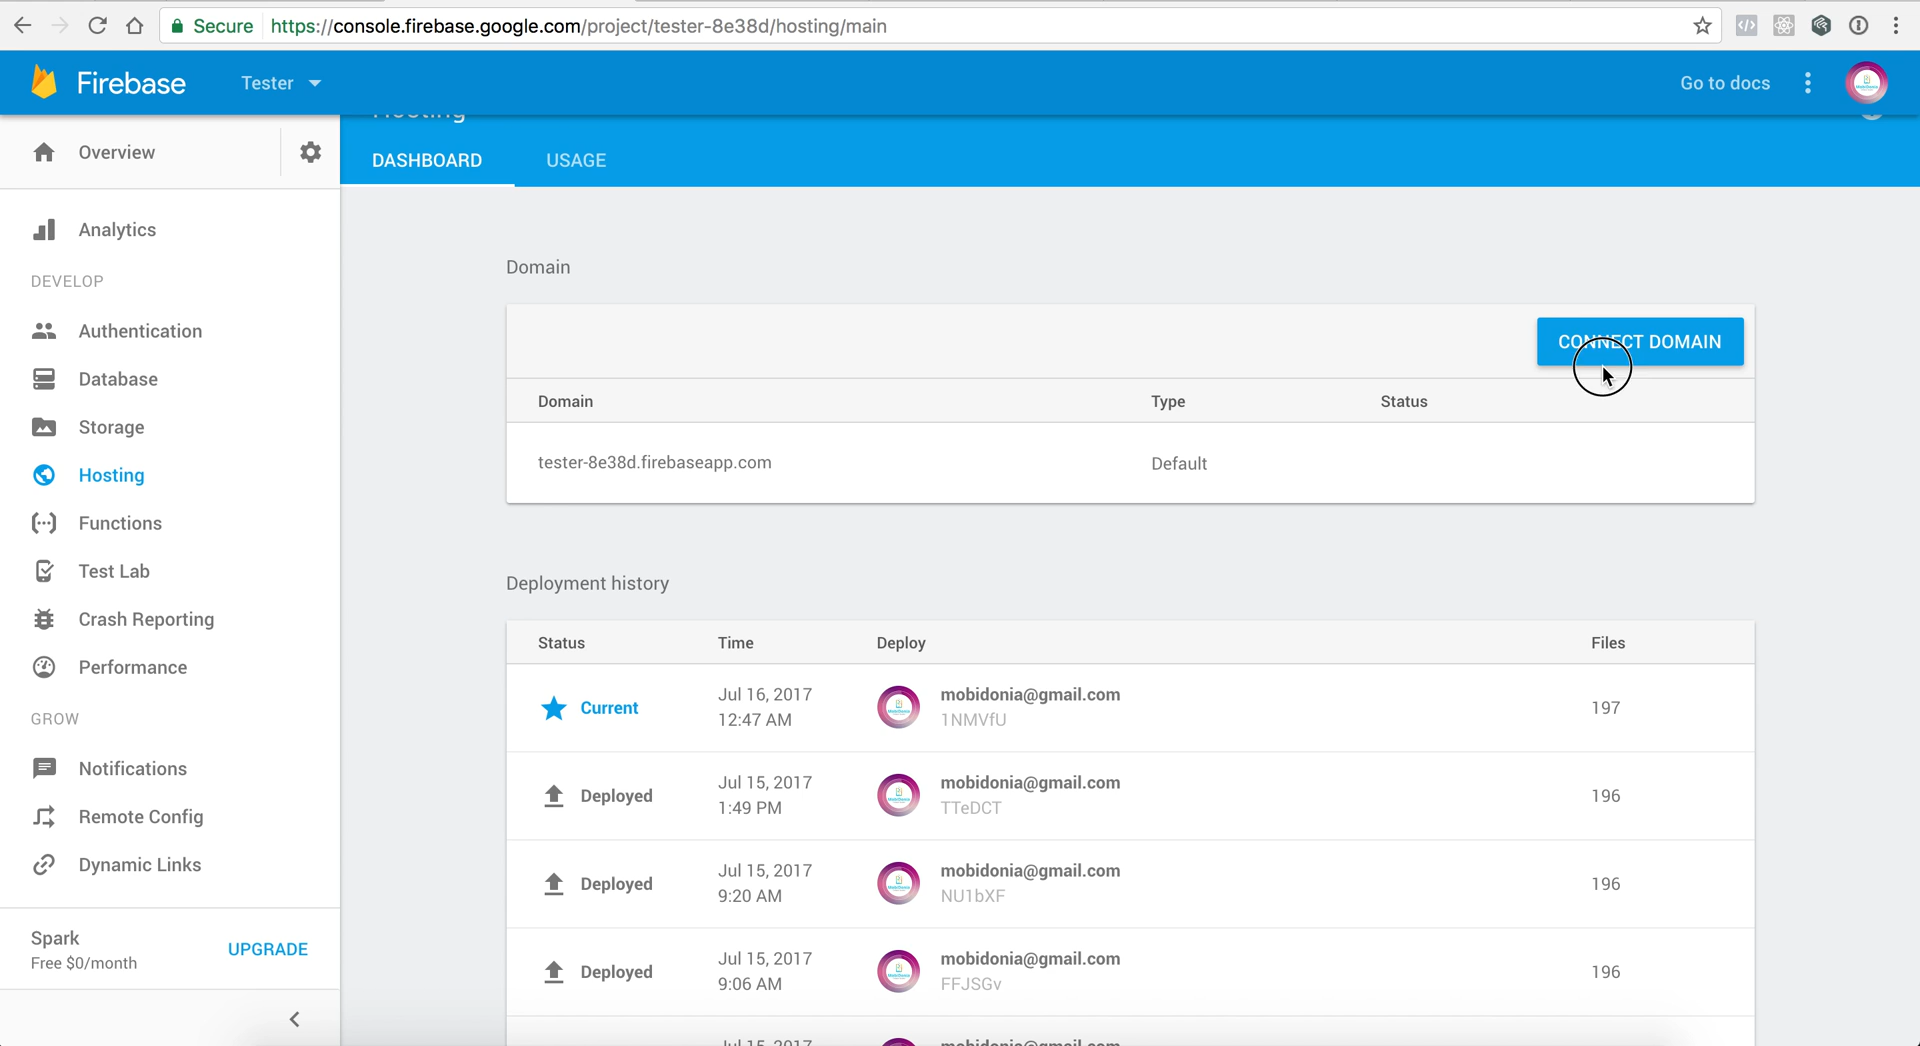 Secure https://console.firebase.google.com/project/tester-8e38d/hosting/main
Firebase Tester Go to docs
Hosting
Overview
DASHBOARD USAGE
Analytics
DEVELOP
Authentication
Database
Storage
Hosting
Functions
Test Lab
Crash Reporting
Performance
GROW
Notifications
Remote Config
Dynamic Links
Spark
Free $0/month
UPGRADE
Domain
CONNECT DOMAIN
Domain Type Status
tester-8e38d.firebaseapp.com Default
Deployment history
Status Time Deploy Files
Current Jul 16, 2017 12:47 AM mobidonia@gmail.com 1NMVfU 197
Deployed Jul 15, 2017 1:49 PM mobidonia@gmail.com TTeDCT 196
Deployed Jul 15, 2017 9:20 AM mobidonia@gmail.com NU1bXF 196
Deployed Jul 15, 2017 9:06 AM mobidonia@gmail.com FFJSGv 196
Jul 15, 2017 mobidonia@gmail.com